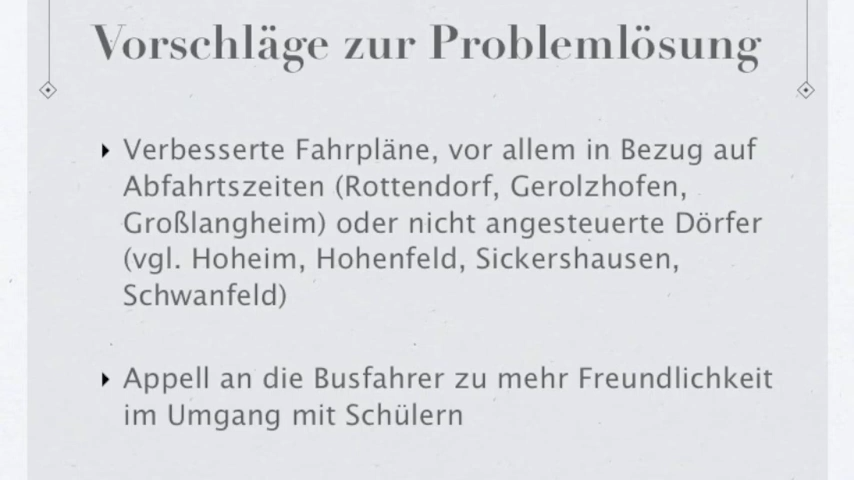 Vorschläge zur Problemlösung
Verbesserte Fahrpläne, vor allem in Bezug auf
Abfahrtszeiten (Rottendorf, Gerolzhofen,
Großlangheim) oder nicht angesteuerte Dörfer
(vgl. Hoheim, Hohenfeld, Sickershausen,
Schwanfeld)
Appell an die Busfahrer zu mehr Freundlichkeit
im Umgang mit Schülern